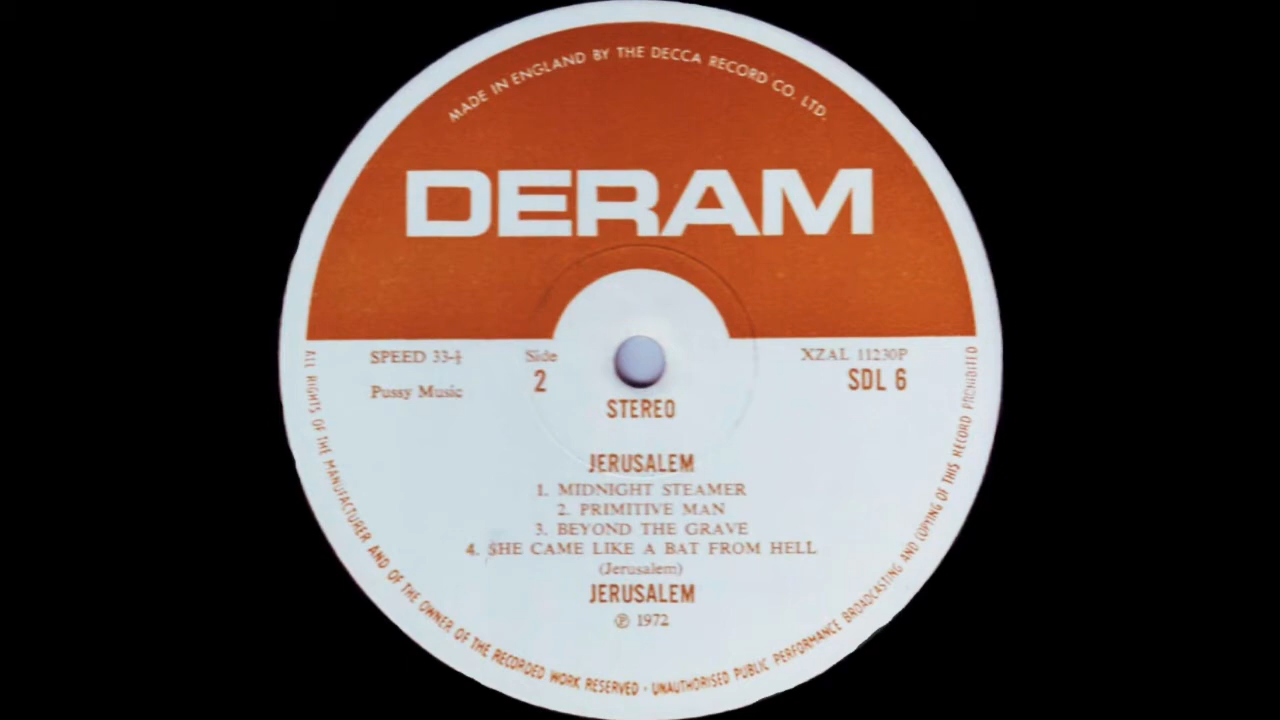 MADE IN ENGLAND BY THE DECCA RECORD CO. LTD.
DERAM
SPEED 33-⅓
Side
XZAL 11230P
Pussy Music
2
SDL 6
STEREO
JERUSALEM
1. MIDNIGHT STEAMER
2. PRIMITIVE MAN
3. BEYOND THE GRAVE
4. SHE CAME LIKE A BAT FROM HELL
(Jerusalem)
JERUSALEM
℗ 1972
ALL RIGHTS OF THE MANUFACTURER AND OF THE OWNER OF THE RECORDED WORK RESERVED · UNAUTHORISED PUBLIC PERFORMANCE BROADCASTING AND COPYING OF THIS RECORD PROHIBITED